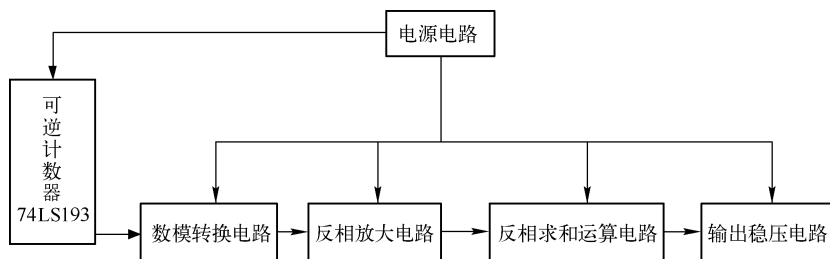 电源电路
可逆计数器
74LS193
数模转换电路
反相放大电路
反相求和运算电路
输出稳压电路